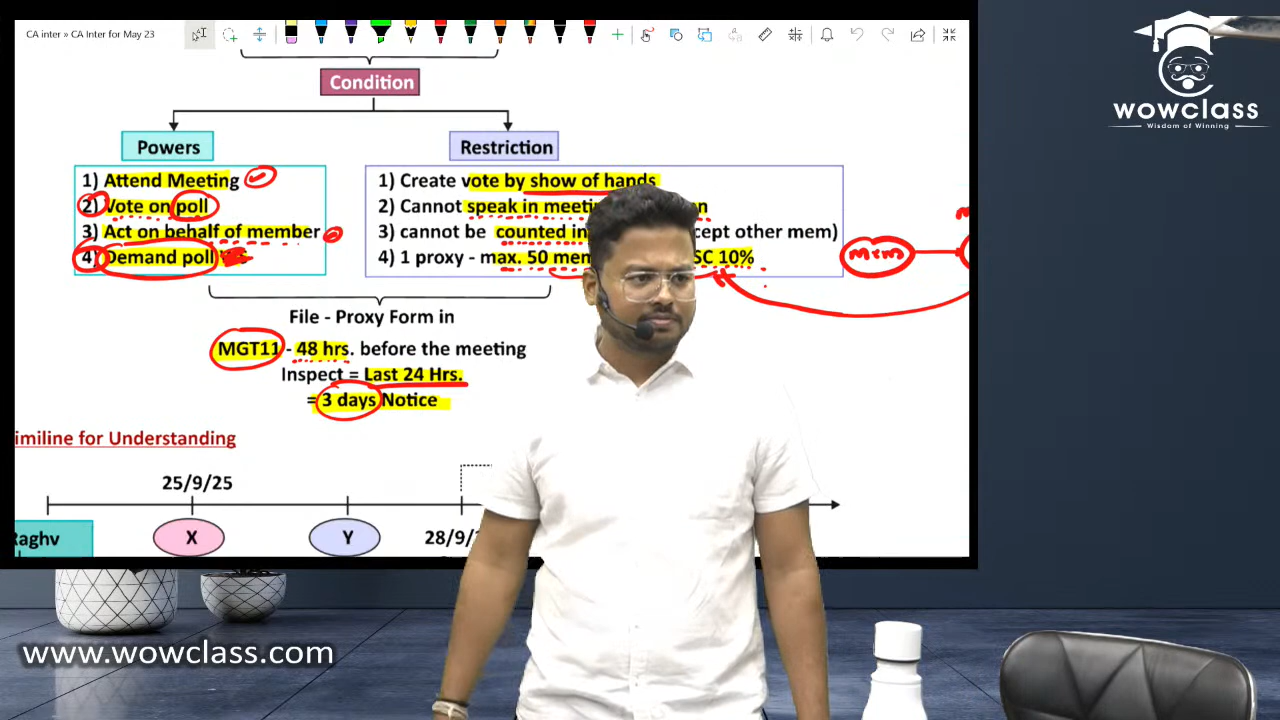 CA inter » CA Inter for May 23
wowclass
Wisdom of Winning
Condition
Powers
1) Attend Meeting
2) Vote on poll
3) Act on behalf of member
4) Demand poll
Restriction
1) Create vote by show of hands
2) Cannot speak in
3) cannot be counted in cept other mem)
4) 1 proxy - max. 50 SC 10%
mem
File - Proxy Form in
MGT11 - 48 hrs. before the meeting
Inspect = Last 24 Hrs.
= 3 days Notice
imiline for Understanding
25/9/25
aghv
X
Y
28/9/
www.wowclass.com